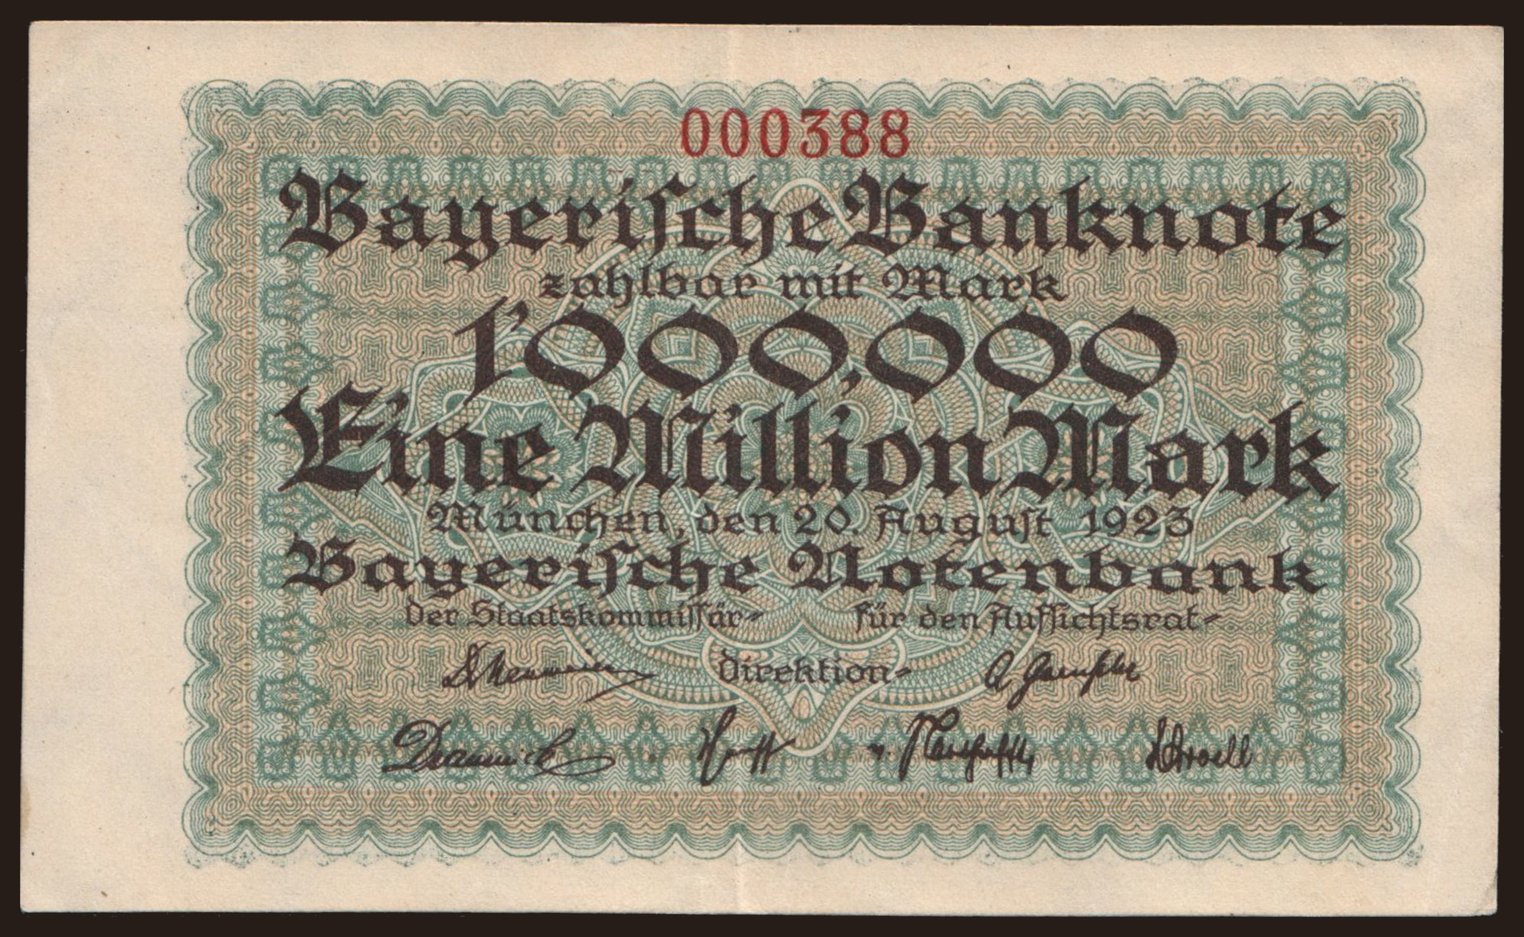 000388
Bayerische Banknote
zahlbar mit Mark
1'000,000
Eine Million Mark
München, den 20. August 1923
Bayerische Notenbank
Der Staatskommissär- für den Aufsichtsrat-
Direktion-